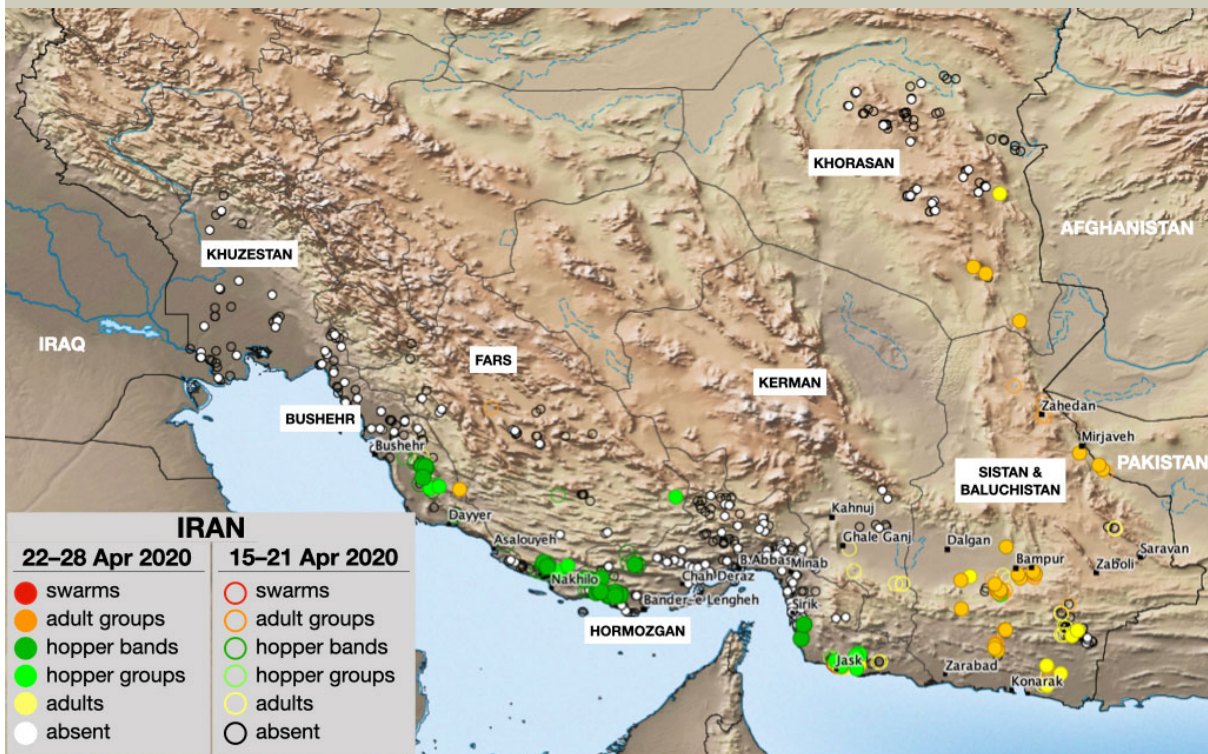 KHORASAN
AFGHANISTAN
KHUZESTAN
IRAQ
FARS
KERMAN
BUSHEHR
Bushehr
Zahedan
Mirjaveh
PAKISTAN
SISTAN &
BALUCHISTAN
Dayyer
Kahnuj
Asalouyeh
Ghale Ganj
Dalgan
Saravan
B.Abbas
Minab
Bampur
Zaboli
Nakhilo
Chah Deraz
Bander-e Lengheh
Sirik
HORMOZGAN
Jask
Zarabad
Konarak
IRAN
22–28 Apr 2020
15–21 Apr 2020
swarms
swarms
adult groups
adult groups
hopper bands
hopper bands
hopper groups
hopper groups
adults
adults
absent
absent